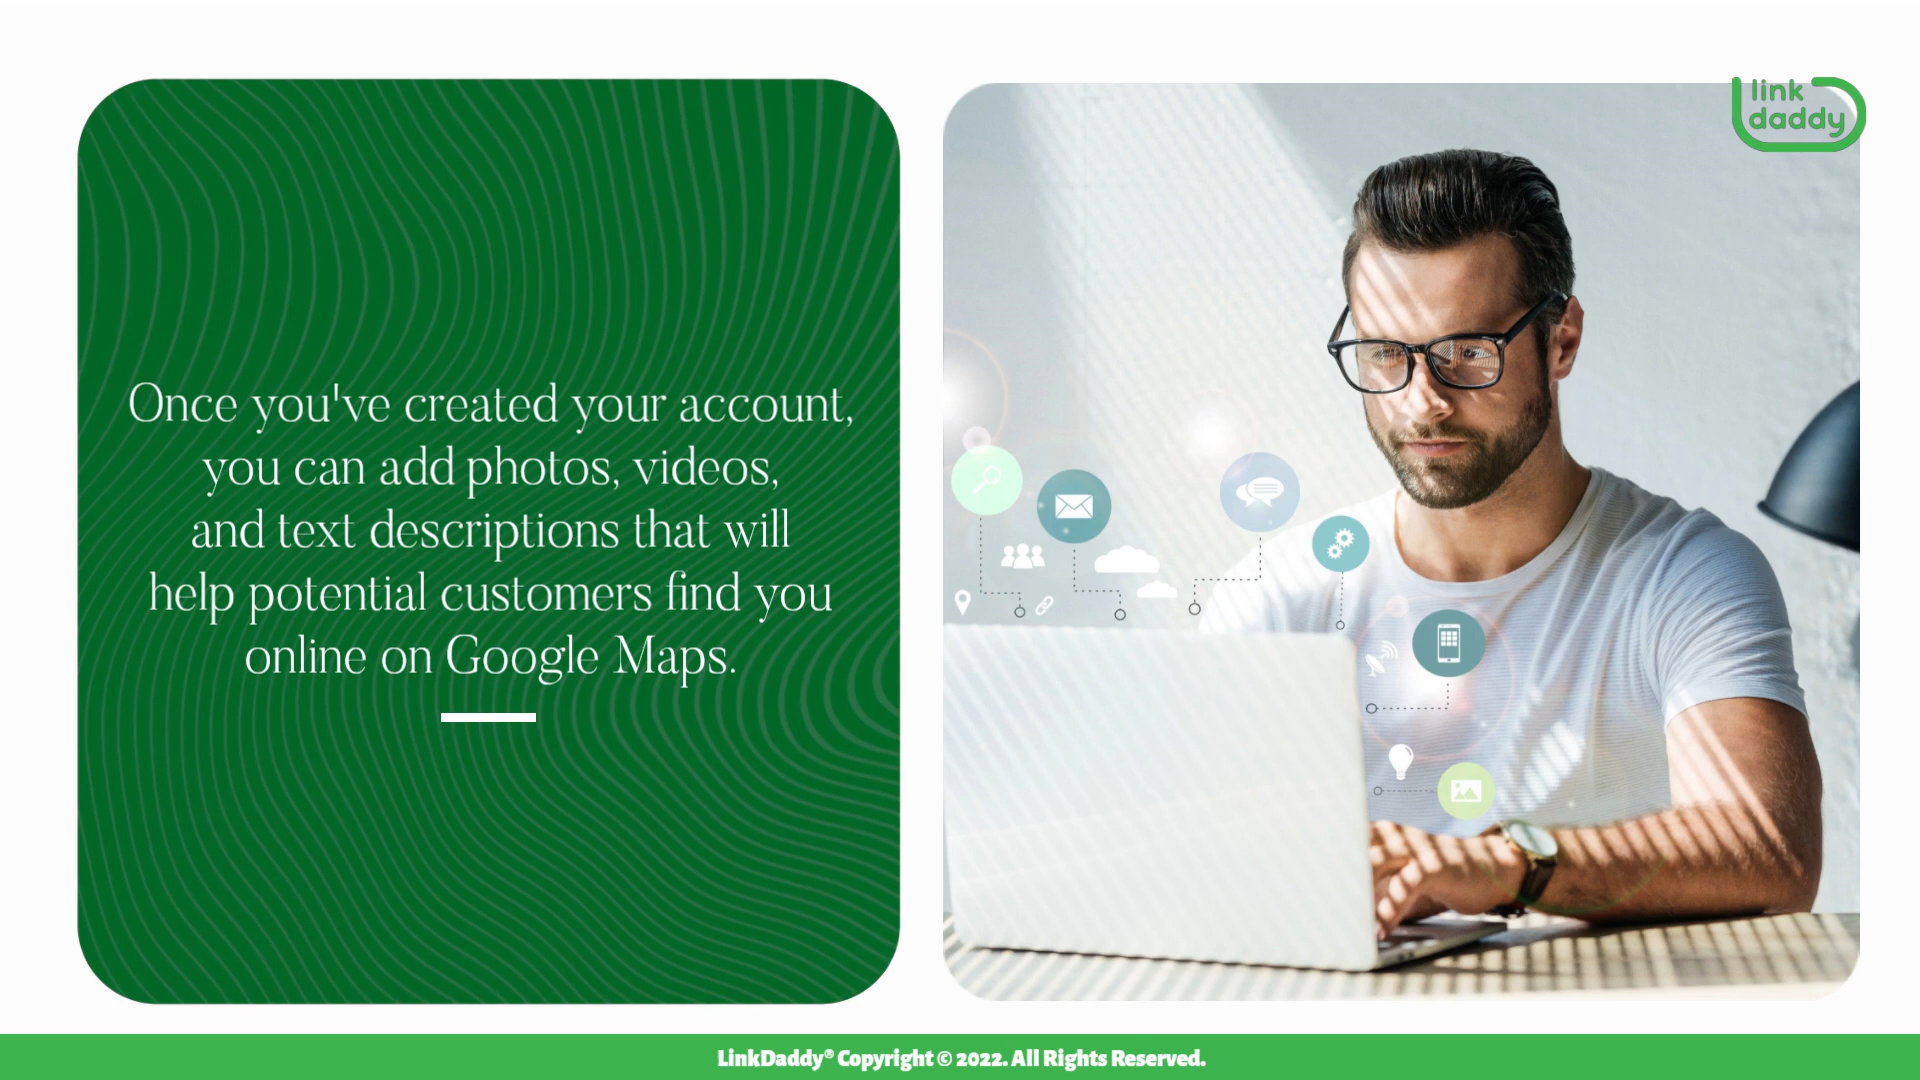 link
daddy
Once you've created your account,
you can add photos, videos,
and text descriptions that will
help potential customers find you
online on Google Maps.
LinkDaddy® Copyright © 2022. All Rights Reserved.